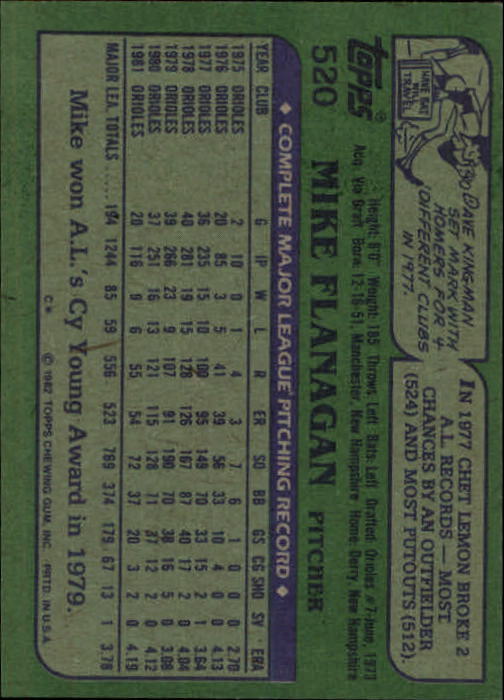 Topps®
520 MIKE FLANAGAN PITCHER
Height: 6'0" Weight: 185 Throws: Left Bats: Left Drafted: Orioles #7-June, 1973
Acq: Via Draft Born: 12-16-51, Manchester, New Hampshire Home: Derry, New Hampshire
HAVE BAT WILL TRAVEL
DAVE KINGMAN
SET MARK WITH
HOMERS FOR 4
DIFFERENT CLUBS
IN 1977.
IN 1977 CHET LEMON BROKE 2
A.L. RECORDS — MOST
CHANCES BY AN OUTFIELDER
(524) AND MOST PUTOUTS (512).
◆ COMPLETE MAJOR LEAGUE PITCHING RECORD ◆
YEAR CLUB G IP W L R ER SO BB GS CG SHO SV ERA
1975 ORIOLES 2 10 0 1 4 3 7 6 1 0 0 0 2.70
1976 ORIOLES 20 85 3 5 41 39 56 33 10 4 0 0 4.13
1977 ORIOLES 36 235 15 10 100 95 149 70 33 15 2 1 3.64
1978 ORIOLES 40 281 19 15 128 126 167 87 40 17 2 0 4.04
1979 ORIOLES 39 266 23 9 107 91 190 70 38 16 5 0 3.08
1980 ORIOLES 37 251 16 13 121 115 128 71 37 12 2 0 4.12
1981 ORIOLES 20 116 9 6 55 54 72 37 20 3 2 0 4.19
MAJOR LEA. TOTALS ..... 194 1244 85 59 556 523 769 374 179 67 13 1 3.78
Mike won A.L.'s Cy Young Award in 1979.
C* © 1982 TOPPS CHEWING GUM, INC. PRTD. IN U.S.A.